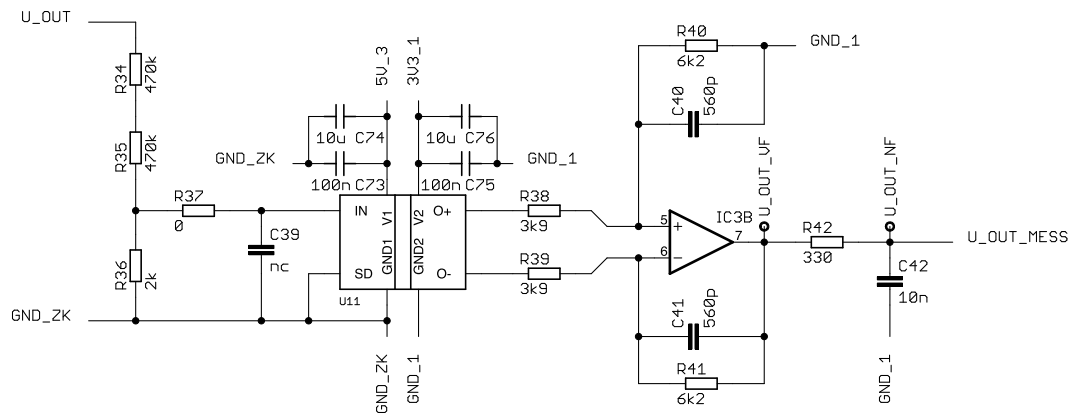 U_OUT
R34
470k
R35
470k
R36
2k
GND_ZK
R37
0
C39
nc
5V_3
3V3_1
10u C74
10u C76
GND_ZK
GND_1
100n C73
100n C75
IN
V1
V2
O+
GND1
GND2
SD
O-
U11
GND_ZK
GND_1
R38
3k9
R39
3k9
R40
6k2
GND_1
C40
560p
5
+
6
-
7
IC3B
U_OUT_VF
C41
560p
R41
6k2
R42
330
U_OUT_NF
U_OUT_MESS
C42
10n
GND_1